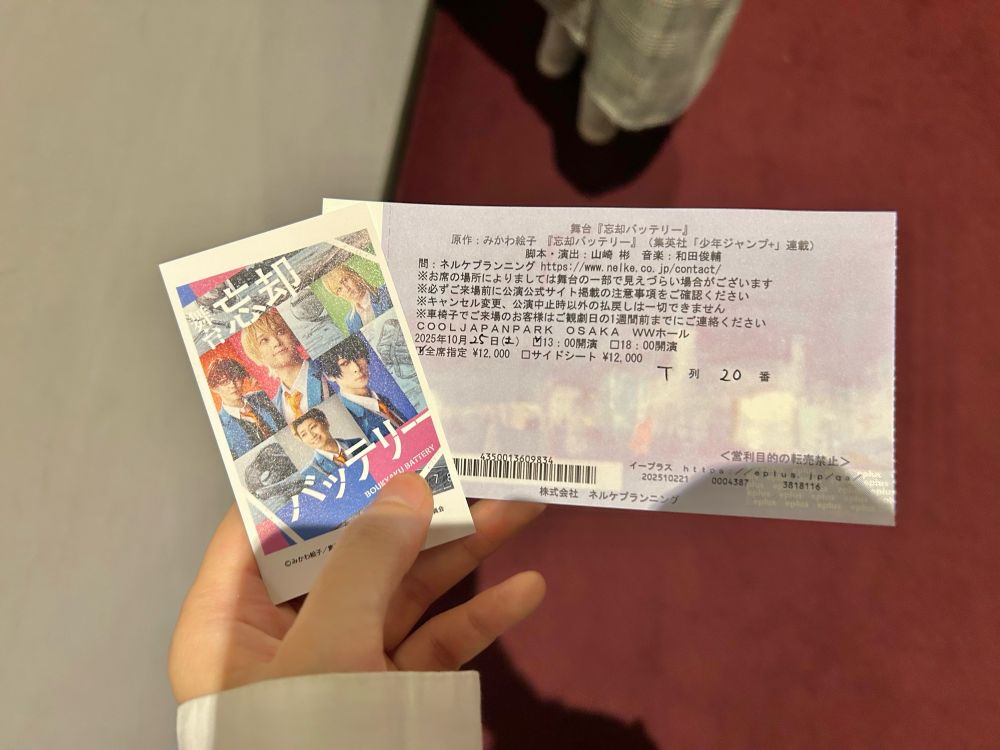 舞台
忘却
バッテリー
BOUKYAKU BATTERY
©みかわ絵子/
舞台『忘却バッテリー』
原作：みかわ絵子 『忘却バッテリー』（集英社「少年ジャンプ+」連載）
脚本・演出：山崎 彬　音楽：和田俊輔
問：ネルケプランニング https://www.nelke.co.jp/contact/
※お席の場所によりましては舞台の一部で見えづらい場合がございます
※必ずご来場前に公演公式サイト掲載の注意事項をご確認ください
※キャンセル変更、公演中止時以外の払戻しは一切できません
※車椅子でご来場のお客様はご観劇日の1週間前までにご連絡ください
COOLJAPANPARK OSAKA WWホール
2025年10月25日(土) ☑13：00開演 □18：00開演
☑全席指定 ¥12,000 □サイドシート ¥12,000
T 列 20 番
4350013609834
＜営利目的の転売禁止＞
イープラス https://eplus.jp/qa/
202510221 0004387 3818116
株式会社 ネルケプランニング
eplus eplus eplus eplus